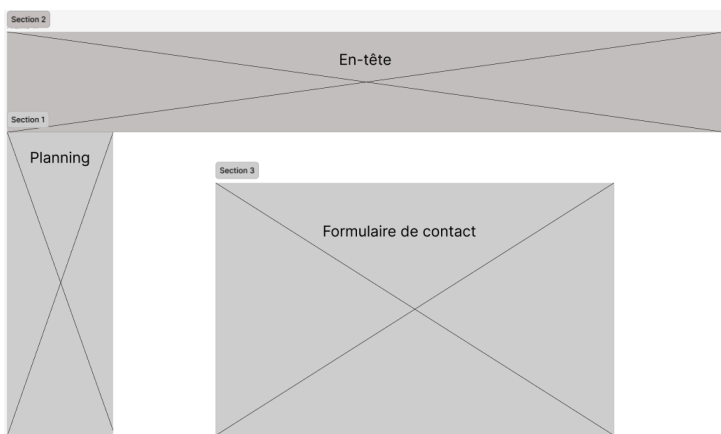 Section 2
En-tête
Section 1
Planning
Section 3
Formulaire de contact